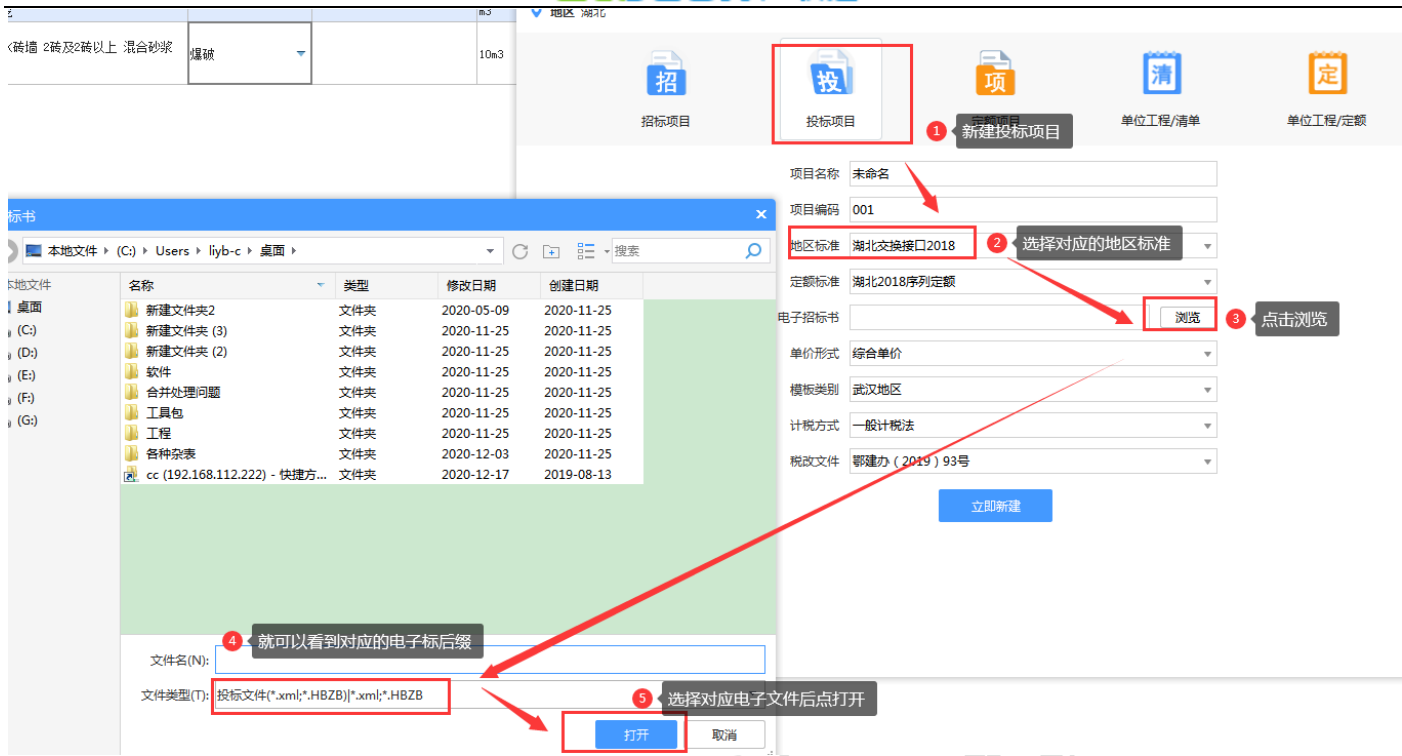 m3
地区 湖北
砖墙 2砖及2砖以上 混合砂浆
爆破
10m3
招
投
项
清
定
招标项目
投标项目
定额项目
单位工程/清单
单位工程/定额
1 新建投标项目
项目名称 未命名
项目编码 001
地区标准 湖北交换接口2018
2 选择对应的地区标准
定额标准 湖北2018序列定额
电子招标书
浏览
3 点击浏览
单价形式 综合单价
模板类别 武汉地区
计税方式 一般计税法
税改文件 鄂建办（2019）93号
立即新建
标书
本地文件 (C:) Users liyb-c 桌面
搜索
本地文件
桌面
(C:)
(D:)
(E:)
(F:)
(G:)
名称 类型 修改日期 创建日期
新建文件夹2 文件夹 2020-05-09 2020-11-25
新建文件夹 (3) 文件夹 2020-11-25 2020-11-25
新建文件夹 (2) 文件夹 2020-11-25 2020-11-25
软件 文件夹 2020-11-25 2020-11-25
合并处理问题 文件夹 2020-11-25 2020-11-25
工具包 文件夹 2020-11-25 2020-11-25
工程 文件夹 2020-11-25 2020-11-25
各种杂表 文件夹 2020-12-03 2020-11-25
cc (192.168.112.222) - 快捷方... 文件夹 2020-12-17 2019-08-13
4 就可以看到对应的电子标后缀
文件名(N):
文件类型(T): 投标文件(*.xml;*.HBZB)|*.xml;*.HBZB
5 选择对应电子文件后点打开
打开
取消